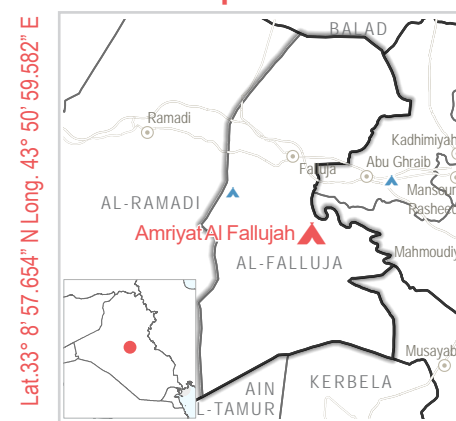 Lat.33° 8' 57.654" N Long. 43° 50' 59.582" E
BALAD
Ramadi
Kadhimiyah
Falluja
Abu Ghraib
Mansour
Rasheed
AL-RAMADI
Amriyat Al Fallujah
Mahmoudiy
AL-FALLUJA
Musayab
KERBELA
AIN
L-TAMUR